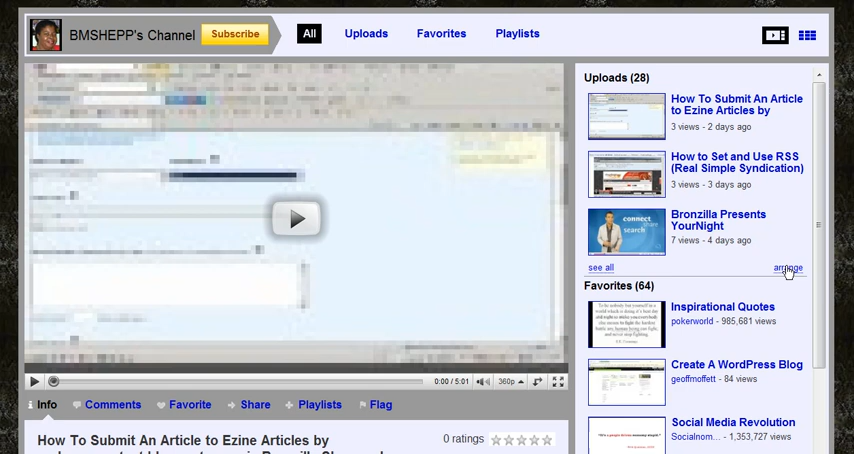 BMSHEPP's Channel
Subscribe
All
Uploads
Favorites
Playlists
Uploads (28)
How To Submit An Article
to Ezine Articles by
3 views - 2 days ago
How to Set and Use RSS
(Real Simple Syndication)
3 views - 3 days ago
connect
share
search
Bronzilla Presents
YourNight
7 views - 4 days ago
see all
arrange
Favorites (64)
Inspirational Quotes
pokerworld - 985,681 views
Create A WordPress Blog
geoffmoffett - 84 views
Social Media Revolution
Socialnom... - 1,353,727 views
0:00 / 5:01
360p
Info
Comments
Favorite
Share
Playlists
Flag
How To Submit An Article to Ezine Articles by
0 ratings